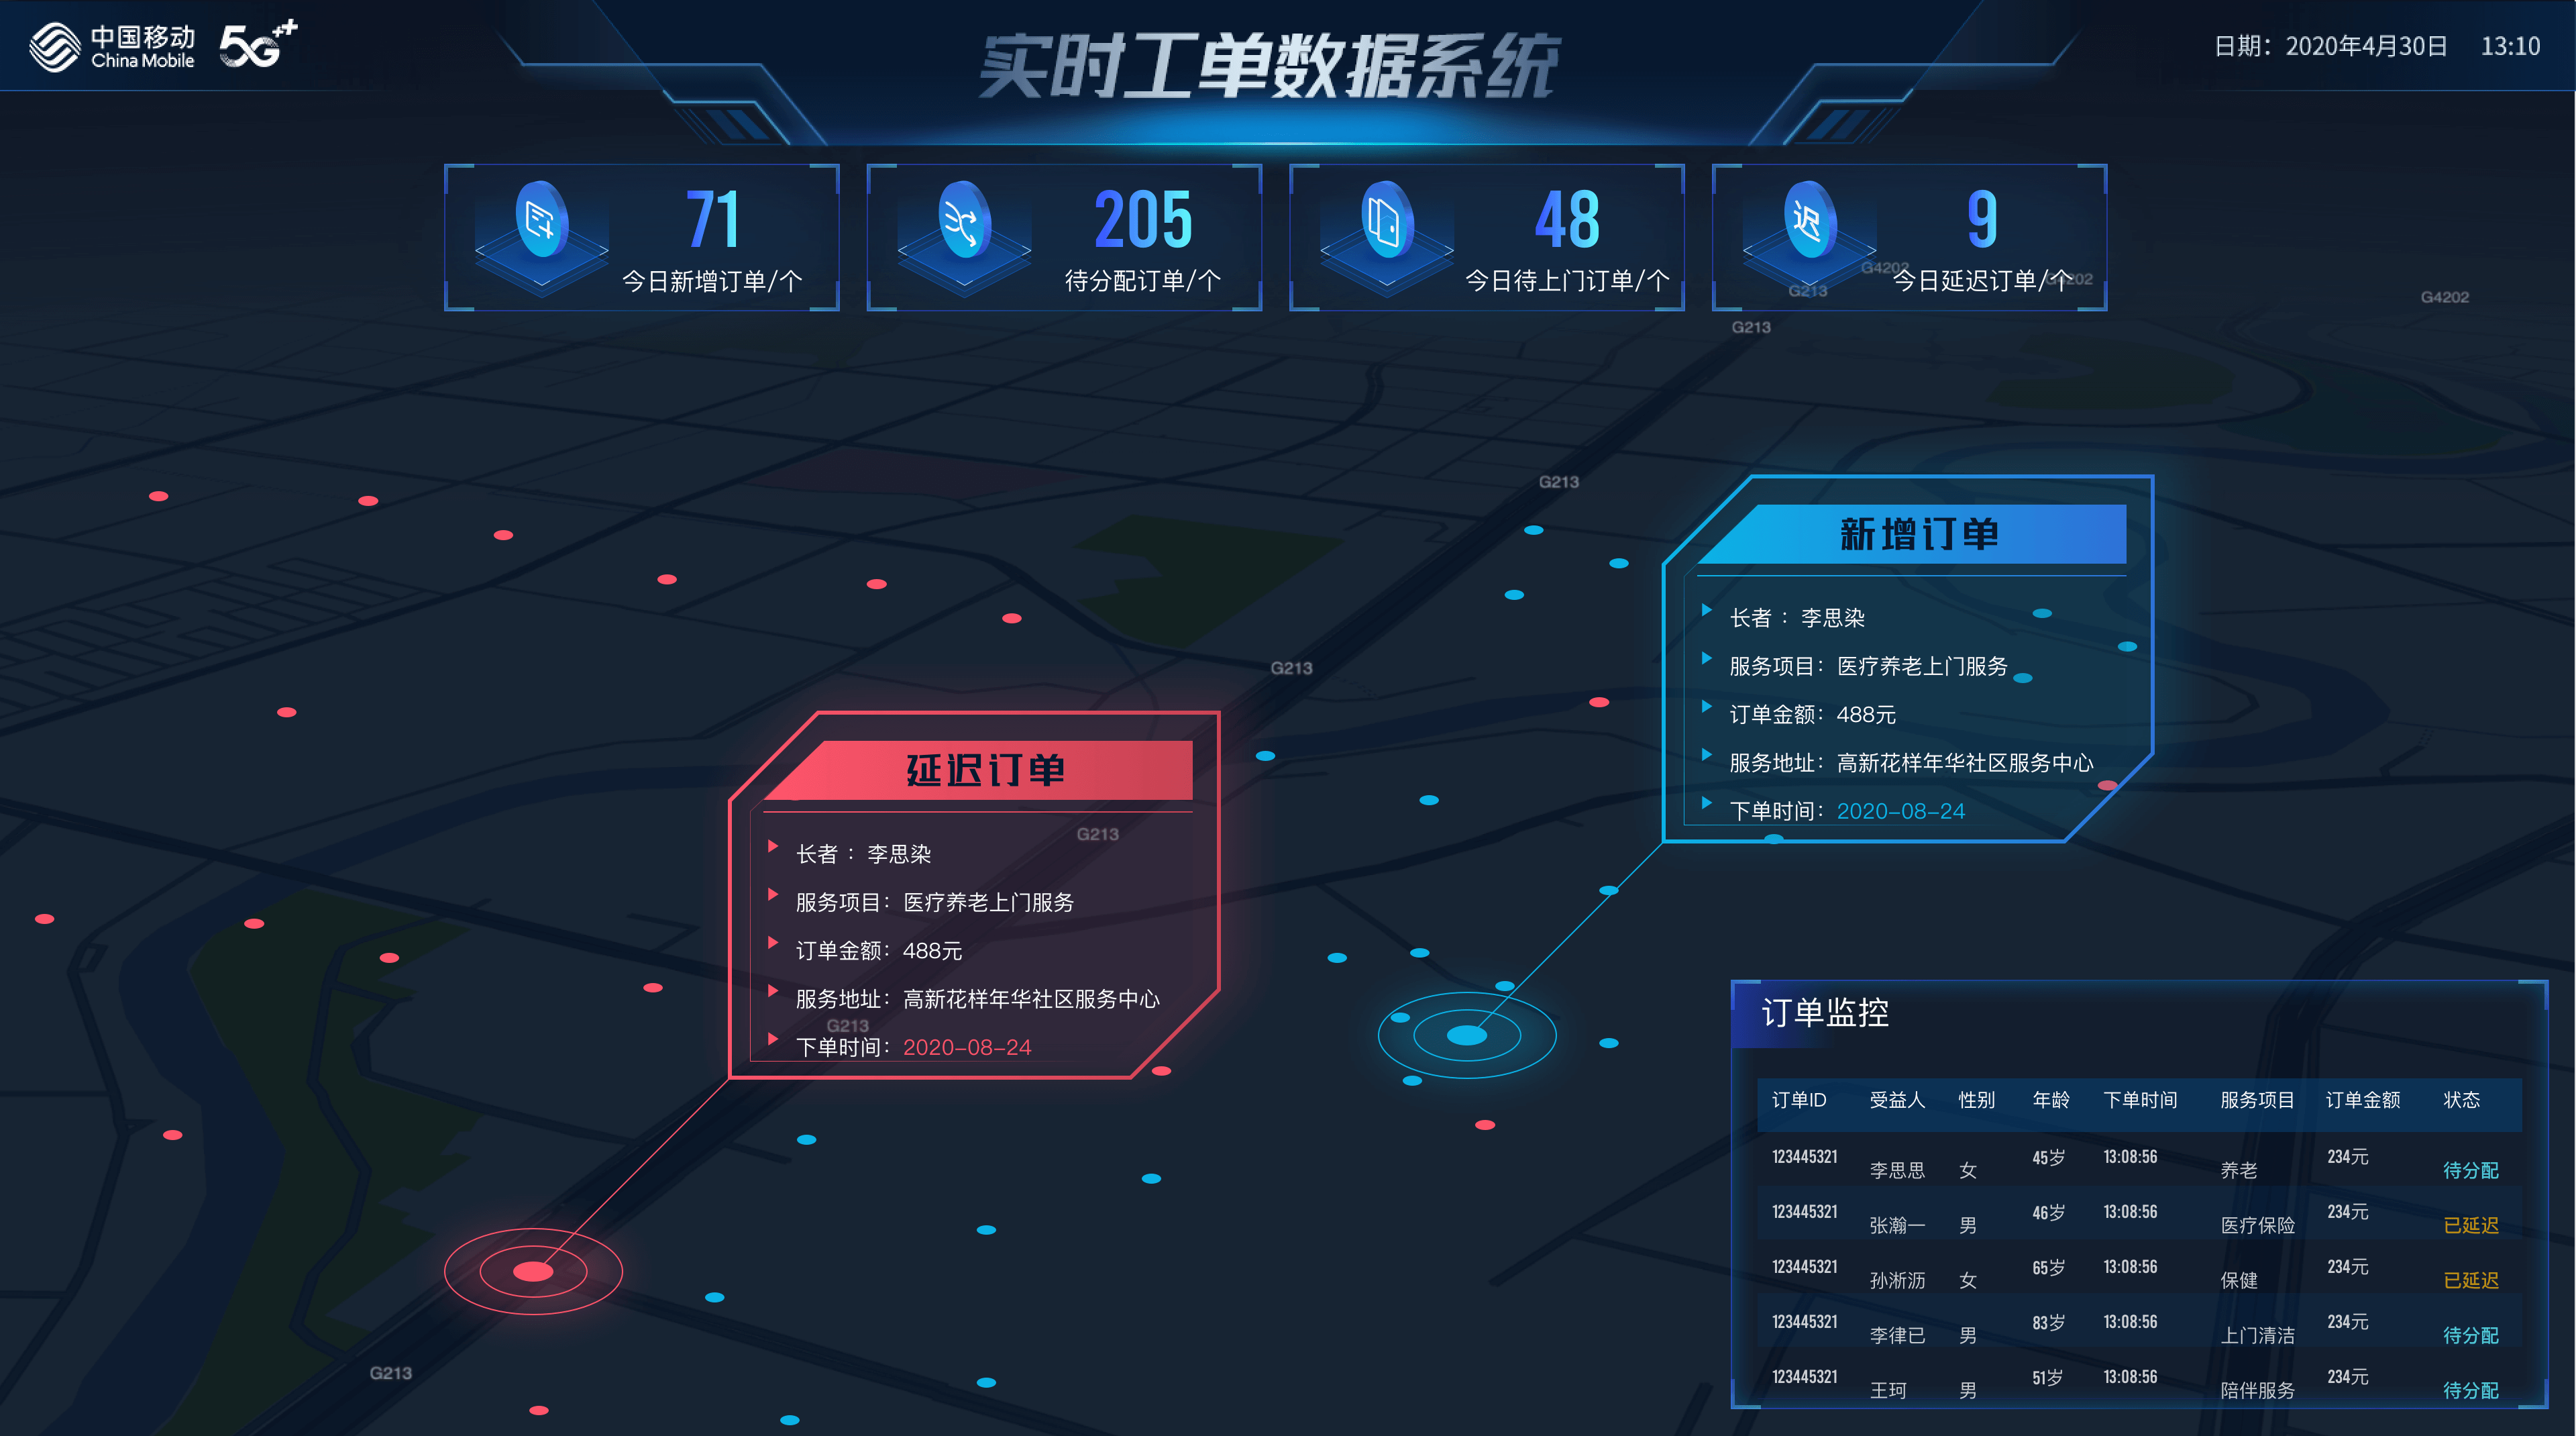 中国移动
China Mobile
5G++
实时工单数据系统
日期：2020年4月30日 13:10
71
今日新增订单/个
205
待分配订单/个
48
今日待上门订单/个
迟
9
今日延迟订单/个
G4202
G4202
G213
G4202
G213
G213
新增订单
长者 ： 李思染
服务项目：医疗养老上门服务
订单金额：488元
服务地址：高新花样年华社区服务中心
下单时间：2020-08-24
G213
延迟订单
G213
长者 ： 李思染
服务项目：医疗养老上门服务
订单金额：488元
服务地址：高新花样年华社区服务中心
G213
下单时间：2020-08-24
G213
订单监控
订单ID 受益人 性别 年龄 下单时间 服务项目 订单金额 状态
123445321 李思思 女 45岁 13:08:56 养老 234元 待分配
123445321 张瀚一 男 46岁 13:08:56 医疗保险 234元 已延迟
123445321 孙淅沥 女 65岁 13:08:56 保健 234元 已延迟
123445321 李律已 男 83岁 13:08:56 上门清洁 234元 待分配
123445321 王珂 男 51岁 13:08:56 陪伴服务 234元 待分配